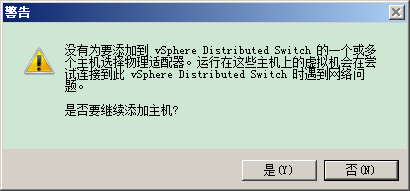 警告
没有为要添加到 vSphere Distributed Switch 的一个或多
个主机选择物理适配器。运行在这些主机上的虚拟机会在尝
试连接到此 vSphere Distributed Switch 时遇到网络问
题。
是否要继续添加主机?
是(Y)
否(N)